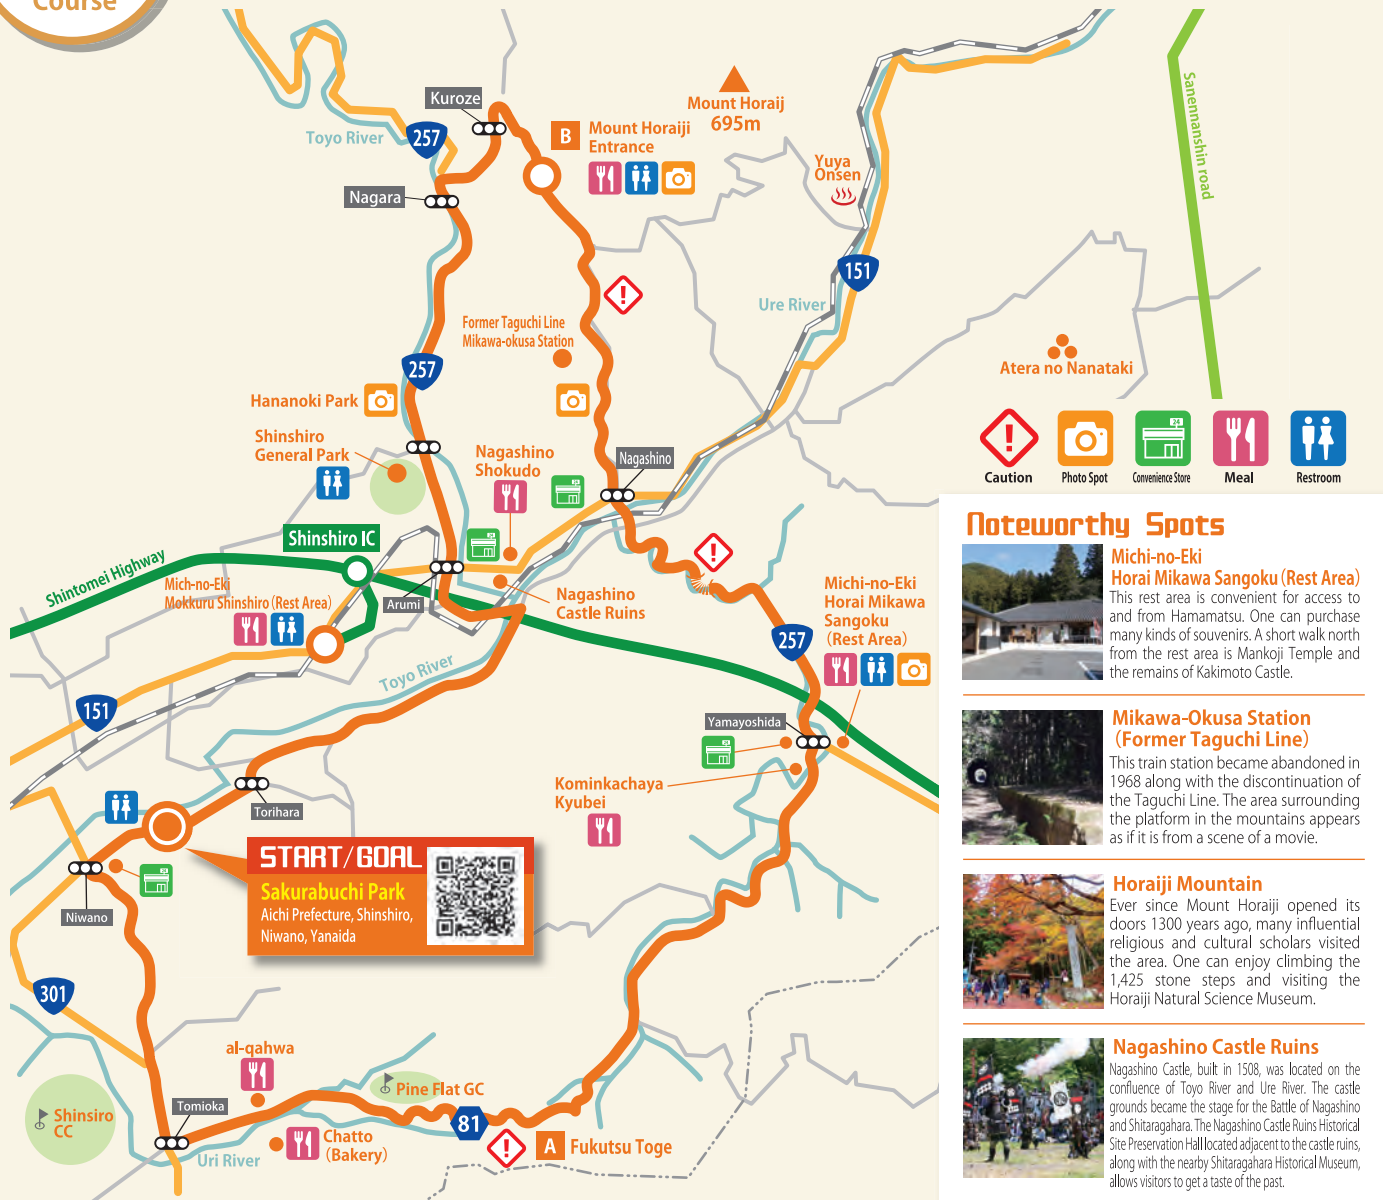 Course
Kuroze
Toyo River
257
B
Mount Horaiji
Entrance
Mount Horaij
695m
Yuya
Onsen
Sanennanshin road
Nagara
151
Ure River
Former Taguchi Line
Mikawa-okusa Station
257
Atera no Nanataki
Hananoki Park
Shinshiro
General Park
Nagashino
Shokudo
24
Nagashino
24
Caution
Photo Spot
Convenience Store
Meal
Restroom
Shinshiro IC
24
Shintomei Highway
Mich-no-Eki
Mokkuru Shinshiro (Rest Area)
Arumi
Nagashino
Castle Ruins
Michi-no-Eki
Horai Mikawa
Sangoku
(Rest Area)
257
Toyo River
151
Yamayoshida
24
Kominkachaya
Kyubei
Torihara
24
Niwano
START/GOAL
Sakurabuchi Park
Aichi Prefecture, Shinshiro,
Niwano, Yanaida
301
al-qahwa
Pine Flat GC
Shinsiro
CC
Tomioka
81
Chatto
(Bakery)
A
Fukutsu Toge
Uri River
Noteworthy Spots
Michi-no-Eki
Horai Mikawa Sangoku (Rest Area)
This rest area is convenient for access to
and from Hamamatsu. One can purchase
many kinds of souvenirs. A short walk north
from the rest area is Mankoji Temple and
the remains of Kakimoto Castle.
Mikawa-Okusa Station
(Former Taguchi Line)
This train station became abandoned in
1968 along with the discontinuation of
the Taguchi Line. The area surrounding
the platform in the mountains appears
as if it is from a scene of a movie.
Horaiji Mountain
Ever since Mount Horaiji opened its
doors 1300 years ago, many influential
religious and cultural scholars visited
the area. One can enjoy climbing the
1,425 stone steps and visiting the
Horaiji Natural Science Museum.
Nagashino Castle Ruins
Nagashino Castle, built in 1508, was located on the
confluence of Toyo River and Ure River. The castle
grounds became the stage for the Battle of Nagashino
and Shitaragahara. The Nagashino Castle Ruins Historical
Site Preservation Hall located adjacent to the castle ruins,
along with the nearby Shitaragahara Historical Museum,
allows visitors to get a taste of the past.